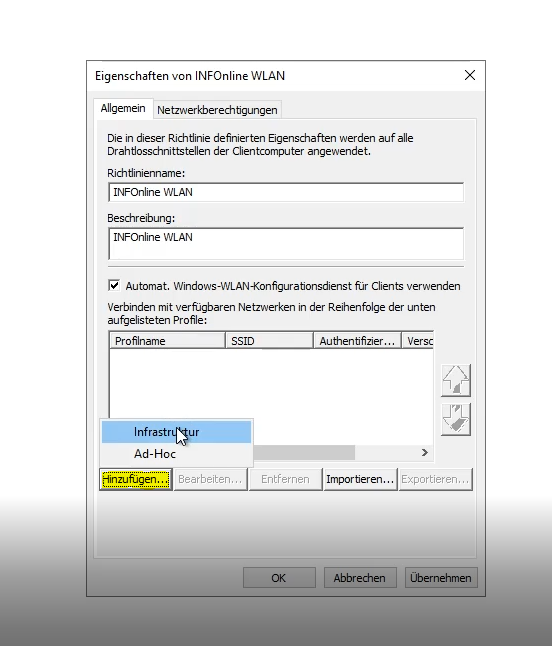 Eigenschaften von INFOnline WLAN
Allgemein Netzwerkberechtigungen
Die in dieser Richtlinie definierten Eigenschaften werden auf alle
Drahtlosschnittstellen der Clientcomputer angewendet.
Richtlinienname:
INFOnline WLAN
Beschreibung:
INFOnline WLAN
Automat. Windows-WLAN-Konfigurationsdienst für Clients verwenden
Verbinden mit verfügbaren Netzwerken in der Reihenfolge der unten
aufgelisteten Profile:
Profilname SSID Authentifizier... Versc
Infrastruktur
Ad-Hoc
Hinzufügen... Bearbeiten... Entfernen Importieren... Exportieren...
OK Abbrechen Übernehmen